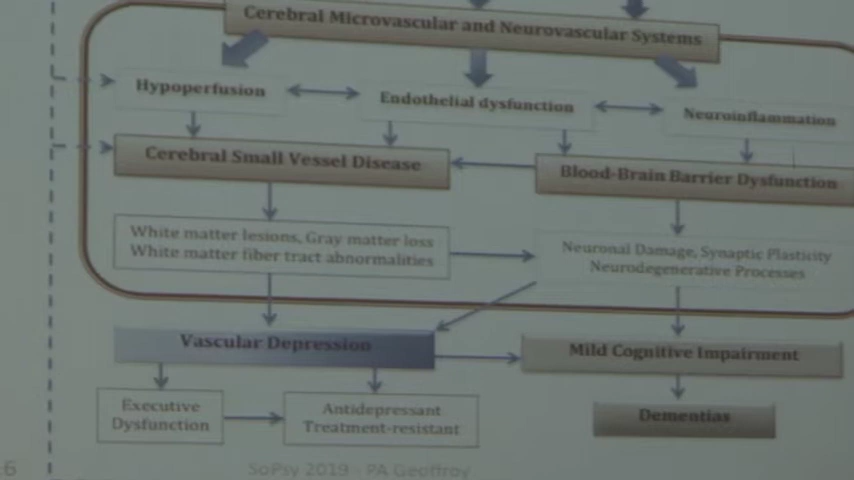 Cerebral Microvascular and Neurovascular Systems
Hypoperfusion
Endothelial dysfunction
Neuroinflammation
Cerebral Small Vessel Disease
Blood-Brain Barrier Dysfunction
White matter lesions, Gray matter loss
White matter fiber tract abnormalities
Neuronal Damage, Synaptic Plasticity
Neurodegenerative Processes
Vascular Depression
Mild Cognitive Impairment
Executive
Dysfunction
Antidepressant
Treatment-resistant
Dementias
6
SoPsy 2019 - PA Geoffroy